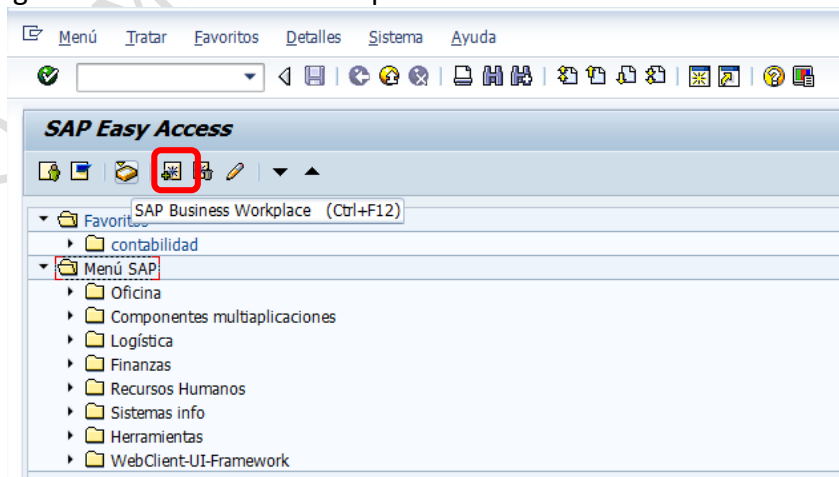 Menú Tratar Favoritos Detalles Sistema Ayuda
SAP Easy Access
SAP Business Workplace (Ctrl+F12)
Favoritos
contabilidad
Menú SAP
Oficina
Componentes multiaplicaciones
Logística
Finanzas
Recursos Humanos
Sistemas info
Herramientas
WebClient-UI-Framework